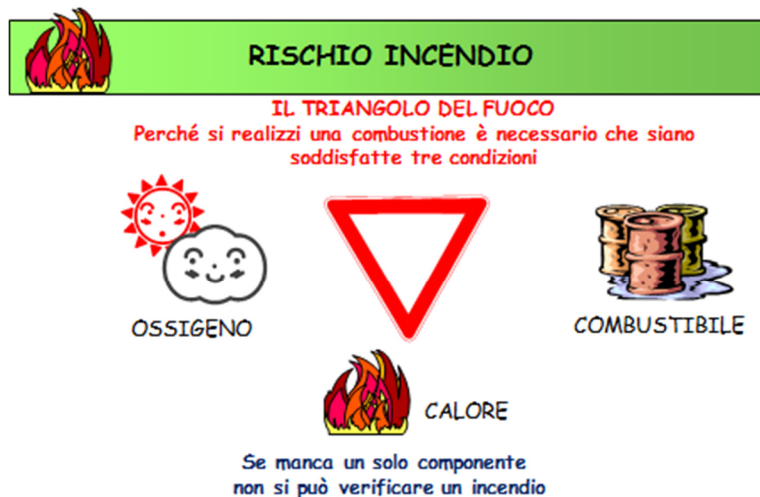 RISCHIO INCENDIO
IL TRIANGOLO DEL FUOCO
Perché si realizzi una combustione è necessario che siano
soddisfatte tre condizioni
OSSIGENO
COMBUSTIBILE
CALORE
Se manca un solo componente
non si può verificare un incendio